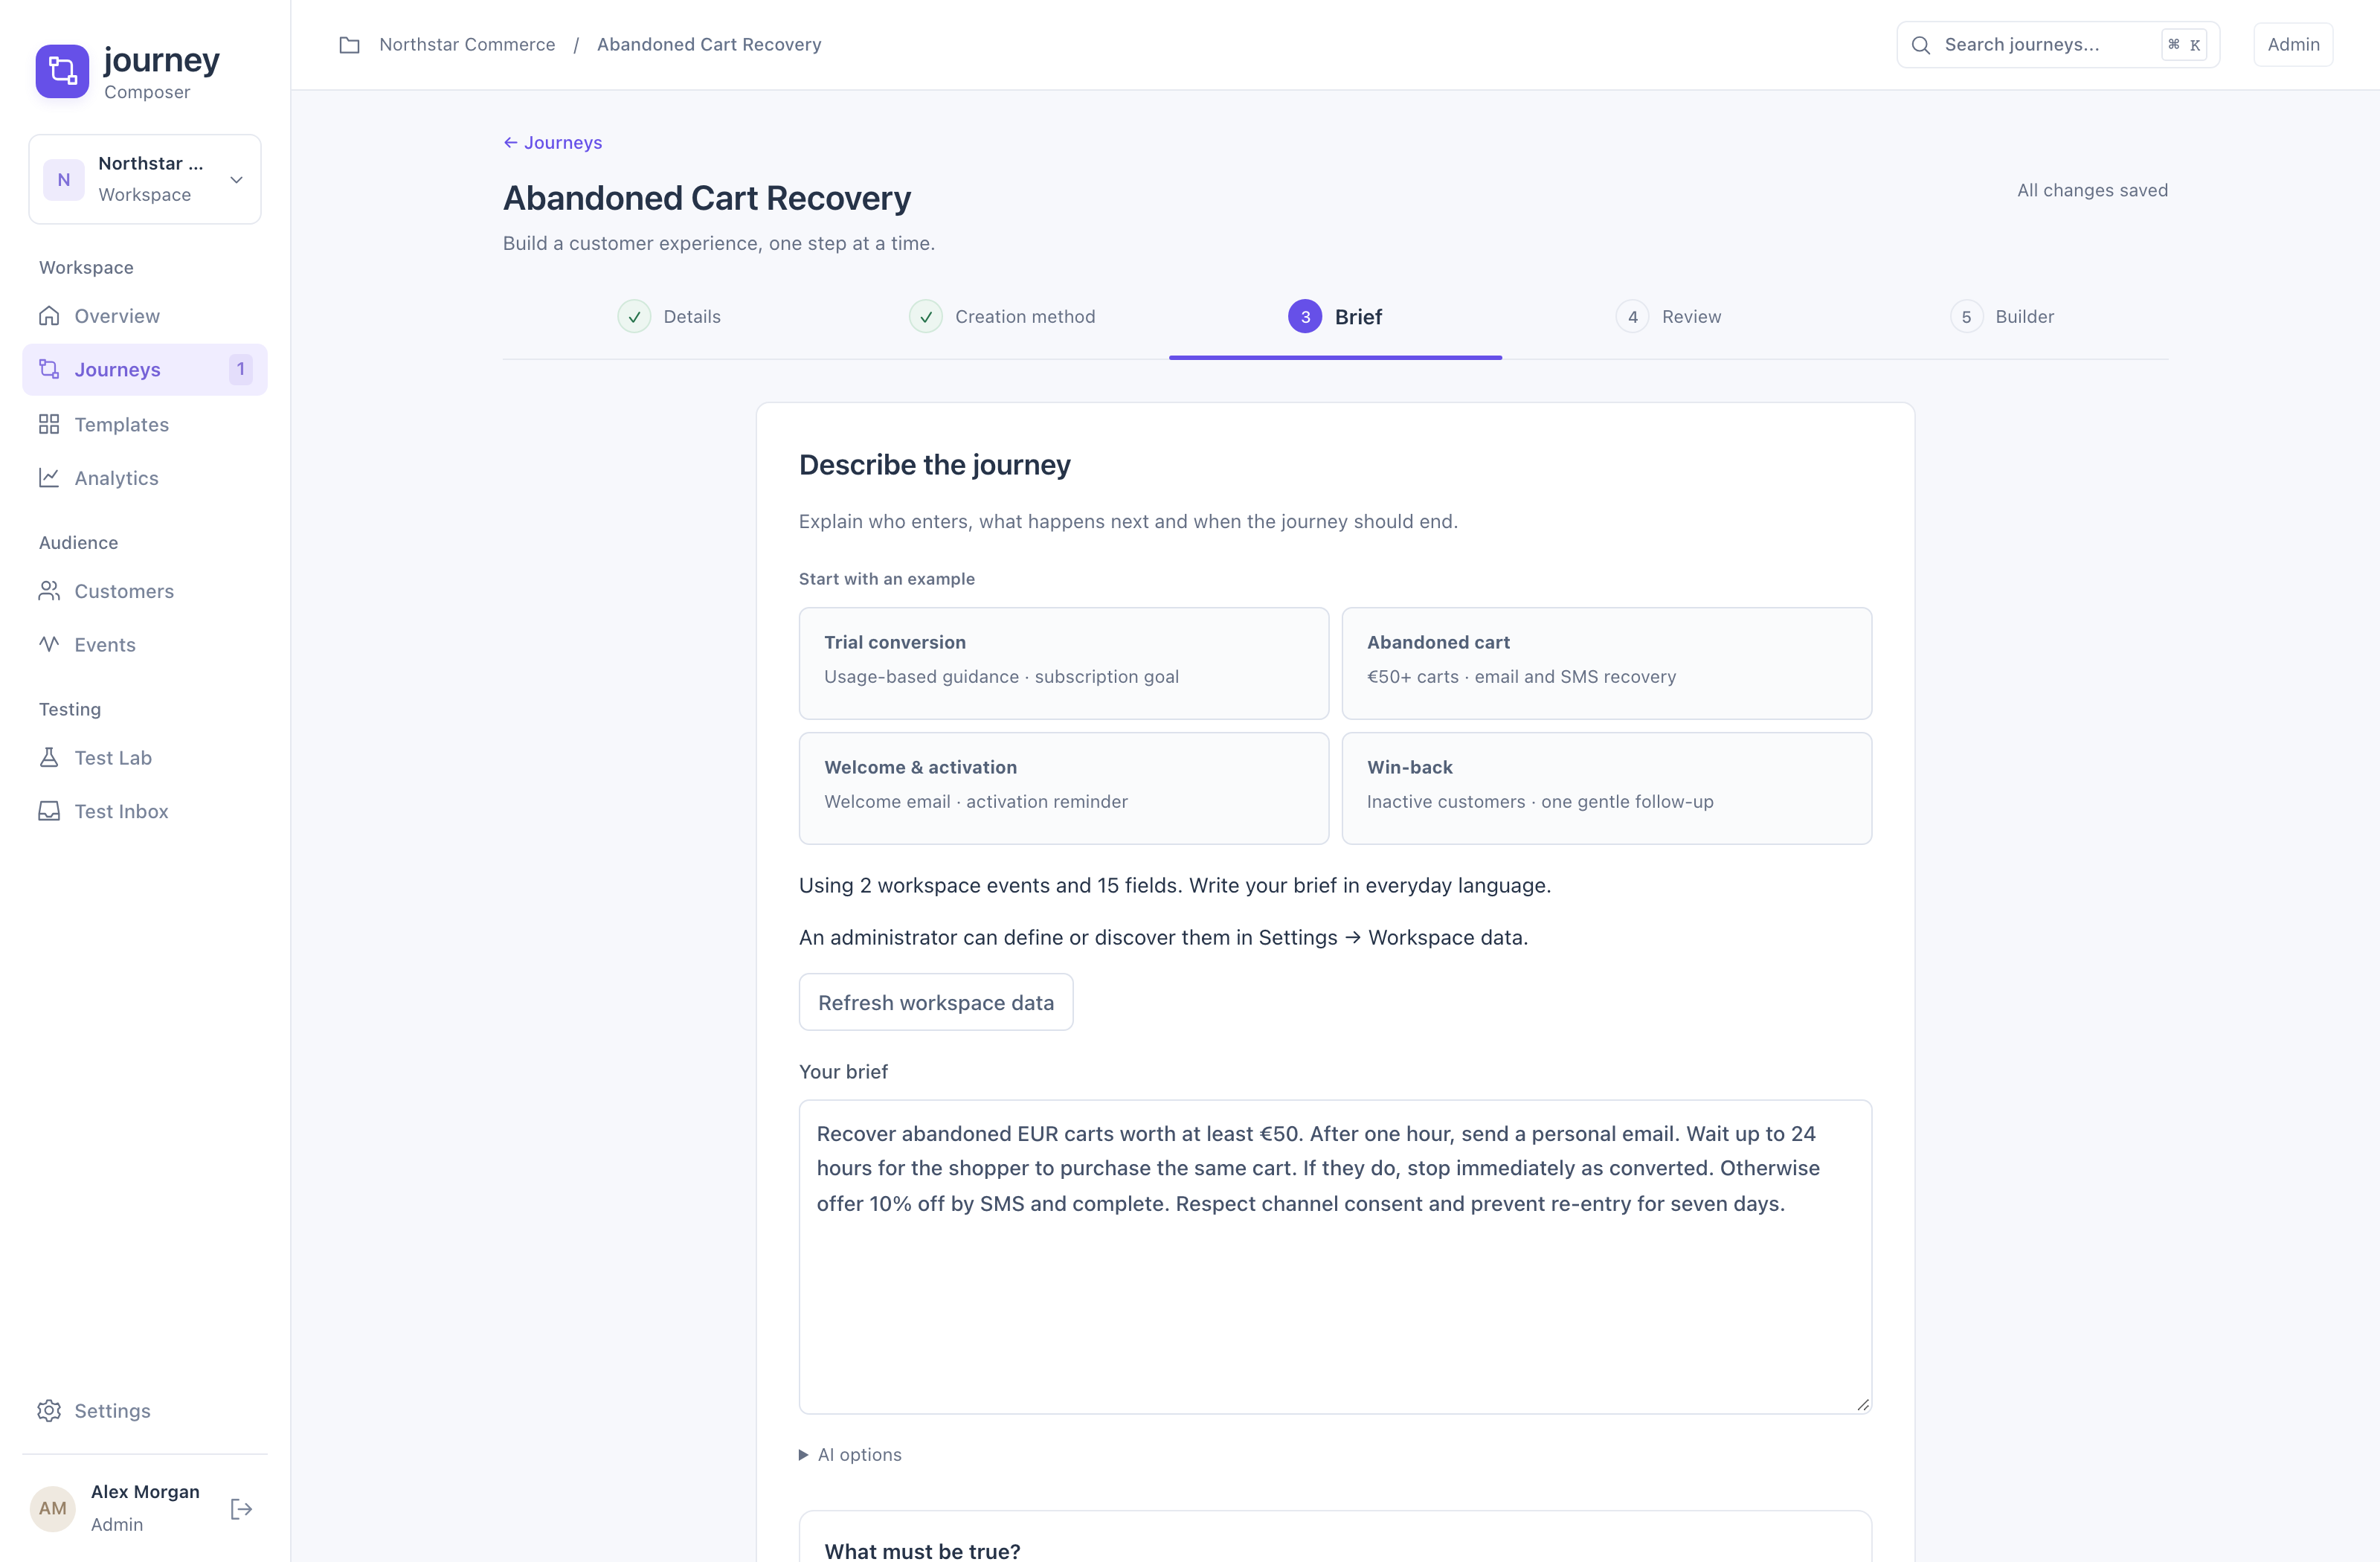 journey
Composer
N
Northstar ...
Workspace
Workspace
Overview
Journeys 1
Templates
Analytics
Audience
Customers
Events
Testing
Test Lab
Test Inbox
Settings
AM
Alex Morgan
Admin
Northstar Commerce / Abandoned Cart Recovery
Search journeys... ⌘ K
Admin
← Journeys
Abandoned Cart Recovery
All changes saved
Build a customer experience, one step at a time.
Details
Creation method
3 Brief
4 Review
5 Builder
Describe the journey
Explain who enters, what happens next and when the journey should end.
Start with an example
Trial conversion
Usage-based guidance · subscription goal
Abandoned cart
€50+ carts · email and SMS recovery
Welcome & activation
Welcome email · activation reminder
Win-back
Inactive customers · one gentle follow-up
Using 2 workspace events and 15 fields. Write your brief in everyday language.
An administrator can define or discover them in Settings → Workspace data.
Refresh workspace data
Your brief
Recover abandoned EUR carts worth at least €50. After one hour, send a personal email. Wait up to 24
hours for the shopper to purchase the same cart. If they do, stop immediately as converted. Otherwise
offer 10% off by SMS and complete. Respect channel consent and prevent re-entry for seven days.
AI options
What must be true?